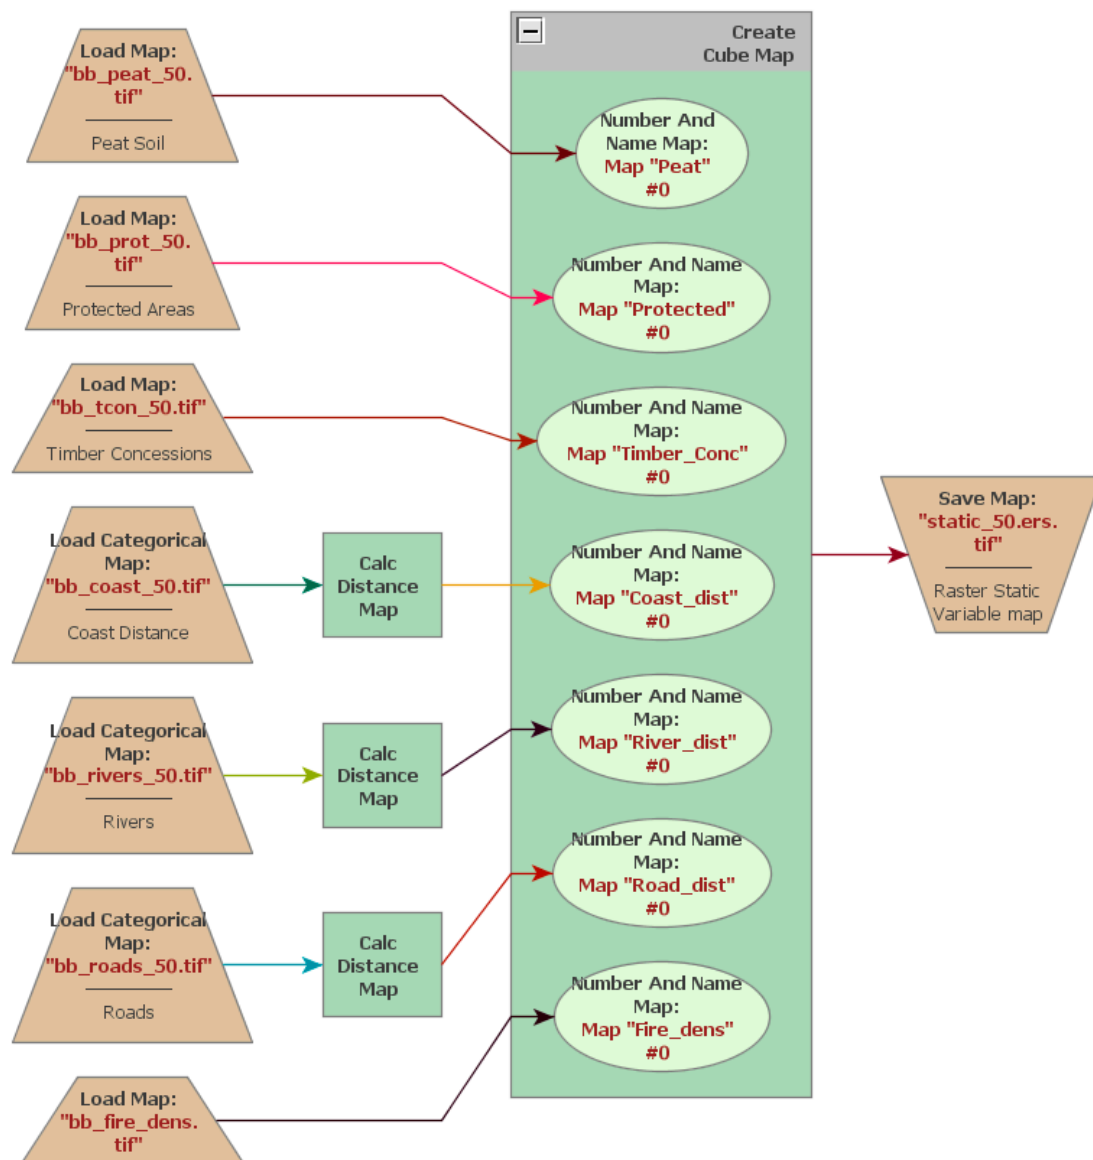 Load Map:
"bb_peat_50.
tif"
Peat Soil
Load Map:
"bb_prot_50.
tif"
Protected Areas
Load Map:
"bb_tcon_50.tif"
Timber Concessions
Load Categorical
Map:
"bb_coast_50.tif"
Coast Distance
Load Categorical
Map:
"bb_rivers_50.tif"
Rivers
Load Categorical
Map:
"bb_roads_50.tif"
Roads
Load Map:
"bb_fire_dens.
tif"
Calc
Distance
Map
Calc
Distance
Map
Calc
Distance
Map
Create
Cube Map
Number And
Name Map:
Map "Peat"
#0
Number And Name
Map:
Map "Protected"
#0
Number And Name
Map:
Map "Timber_Conc"
#0
Number And Name
Map:
Map "Coast_dist"
#0
Number And Name
Map:
Map "River_dist"
#0
Number And Name
Map:
Map "Road_dist"
#0
Number And Name
Map:
Map "Fire_dens"
#0
Save Map:
"static_50.ers.
tif"
Raster Static
Variable map